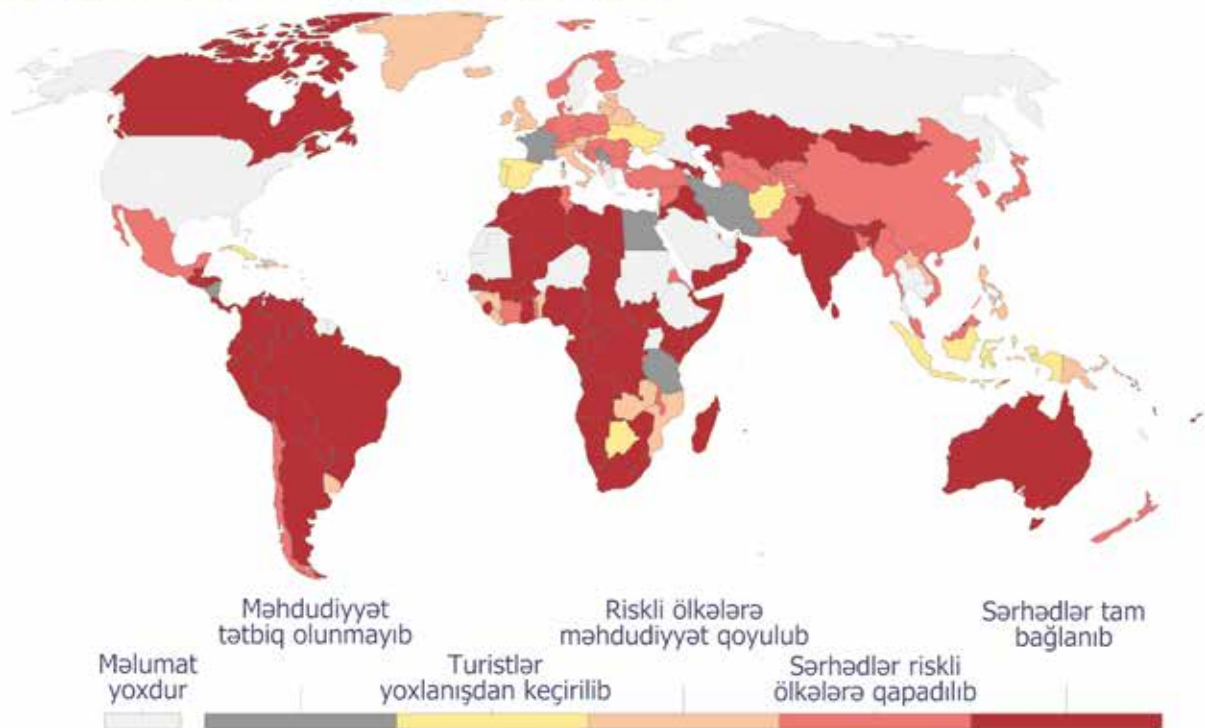 Məhdudiyyət
tətbiq olunmayıb
Riskli ölkələrə
məhdudiyyət qoyulub
Sərhədlər tam
bağlanıb
Məlumat
yoxdur
Turistlər
yoxlanışdan keçirilib
Sərhədlər riskli
ölkələrə qapadılıb